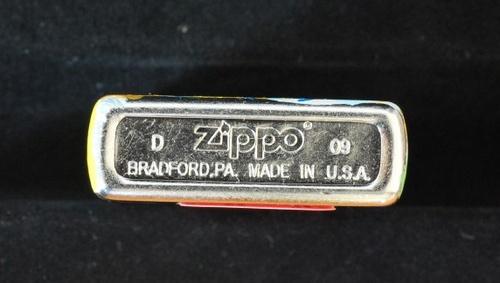 D zippo® 09
BRADFORD,PA. MADE IN U.S.A.